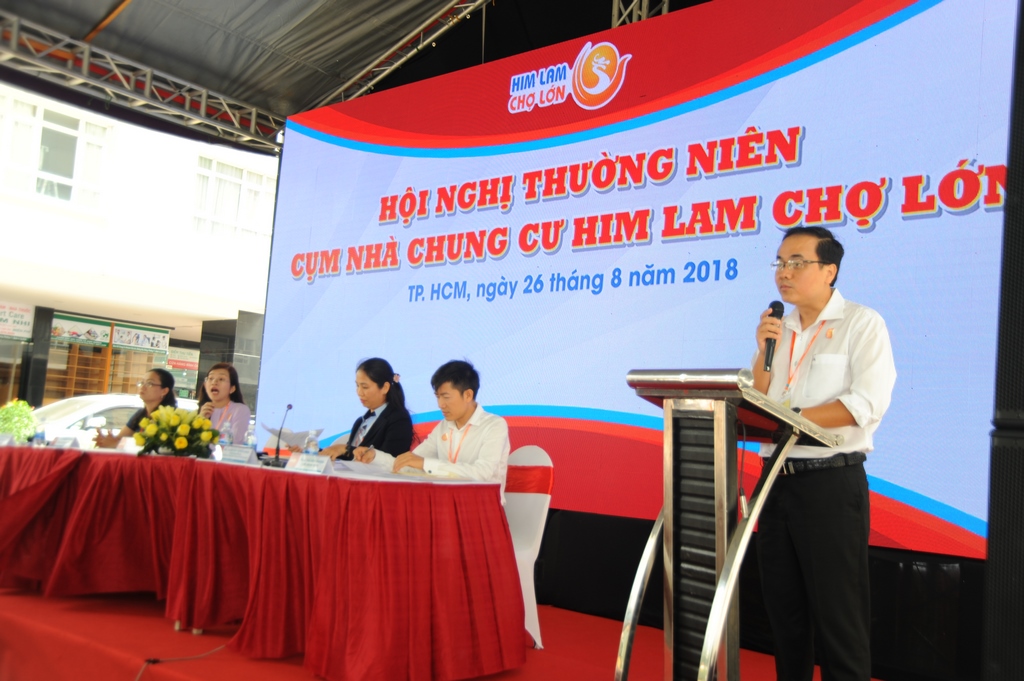 HIM LAM
CHỢ LỚN
HỘI NGHỊ THƯỜNG NIÊN
CỤM NHÀ CHUNG CƯ HIM LAM CHỢ LỚN
TP. HCM, ngày 26 tháng 8 năm 2018